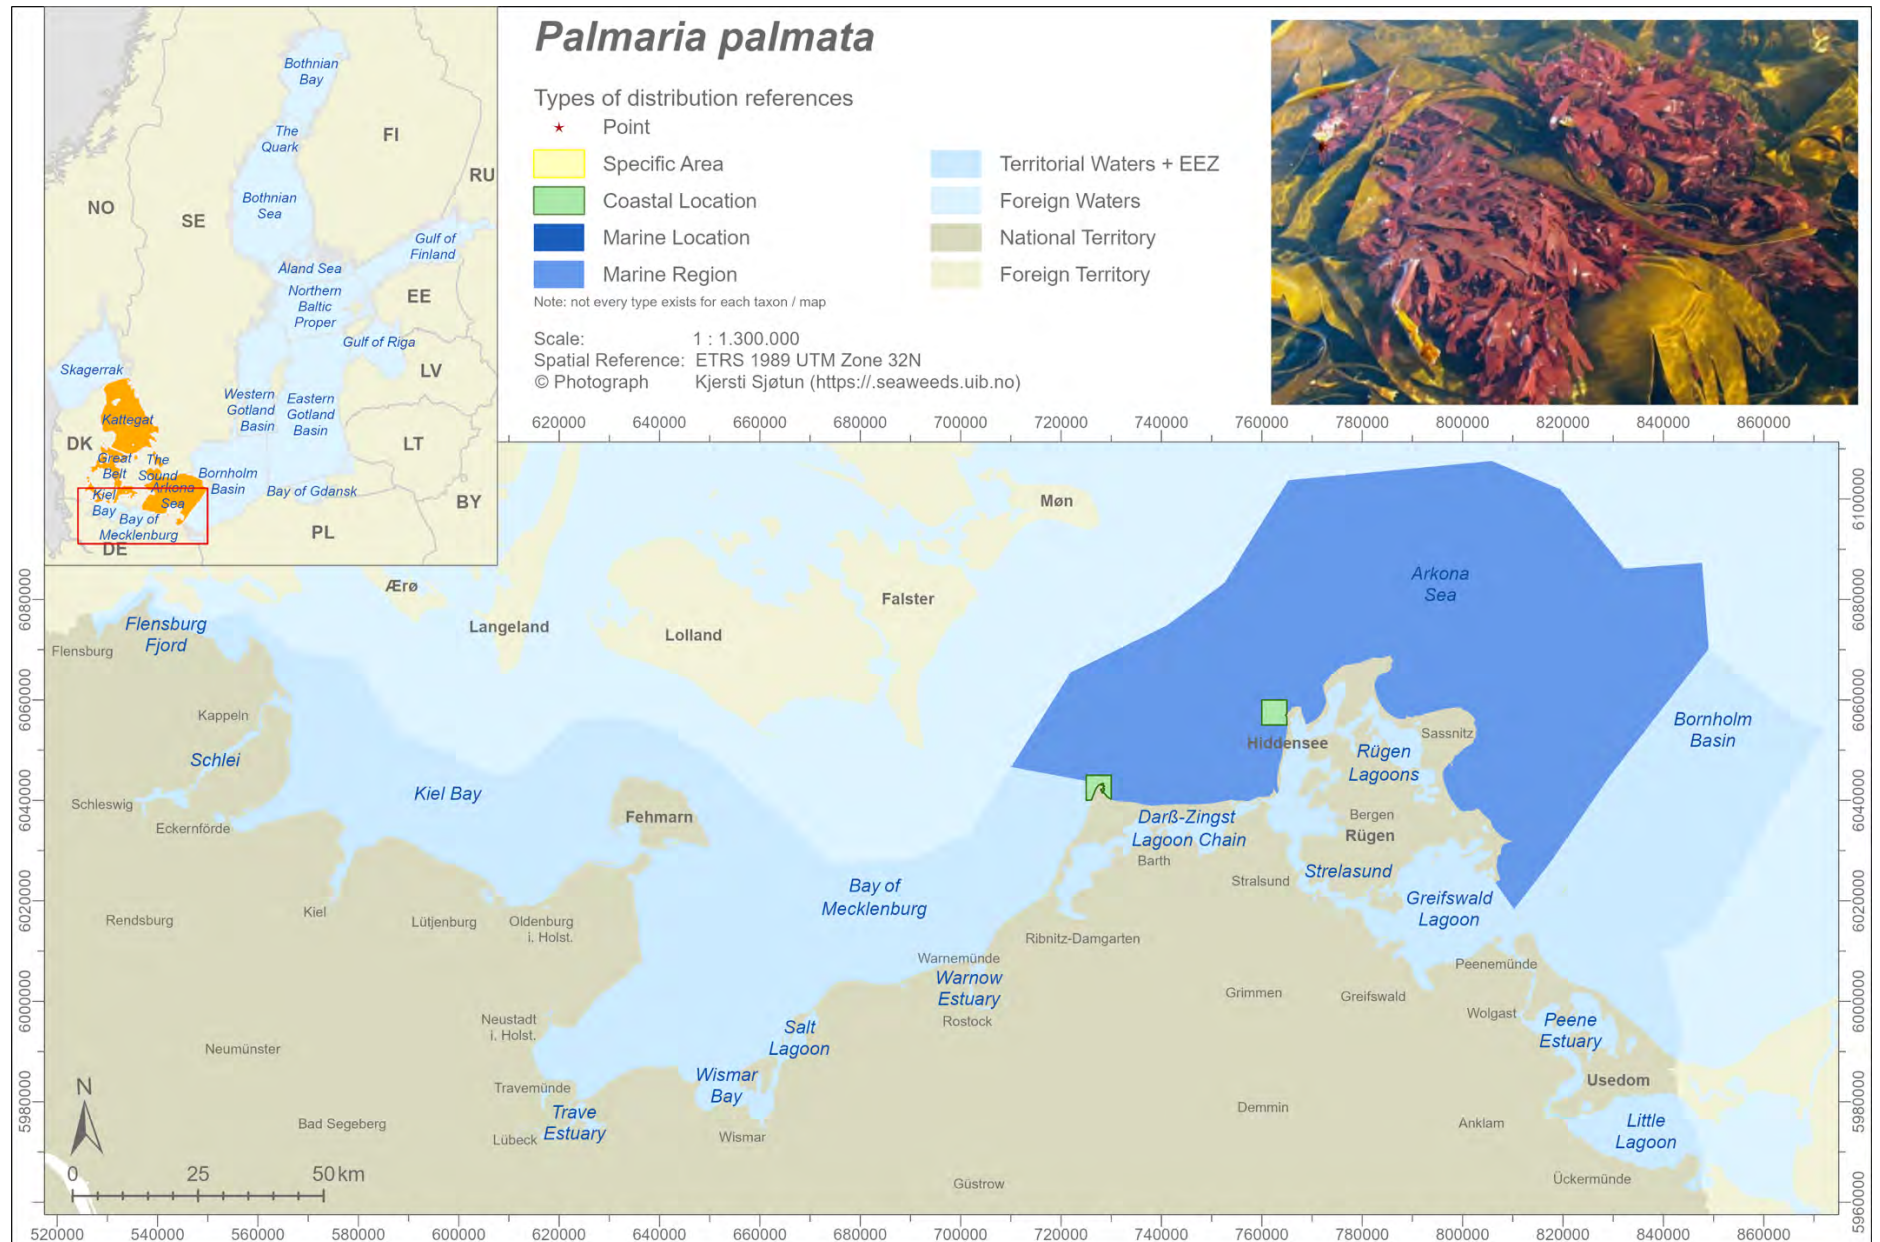 Palmaria palmata
Types of distribution references
Point
Specific Area
Coastal Location
Marine Location
Marine Region
Territorial Waters + EEZ
Foreign Waters
National Territory
Foreign Territory
Note: not every type exists for each taxon / map
Scale: 1 : 1.300.000
Spatial Reference: ETRS 1989 UTM Zone 32N
© Photograph Kjersti Sjøtun (https://.seaweeds.uib.no)
Bothnian
Bay
The
Quark
FI
RU
NO
SE
Bothnian
Sea
Gulf of
Finland
Åland Sea
Northern
Baltic
Proper
EE
Gulf of Riga
Skagerrak
LV
Western
Gotland
Basin
Eastern
Gotland
Basin
Kattegat
DK
LT
Great
Belt
The
Sound
Bornholm
Basin
Arkona
Sea
Bay of Gdansk
Kiel
Bay
BY
Bay of
Mecklenburg
PL
DE
620000 640000 660000 680000 700000 720000 740000 760000 780000 800000 820000 840000 860000
6100000
6080000
6060000
6040000
6020000
6000000
5980000
5960000
6080000
6060000
6040000
6020000
6000000
5980000
Møn
Ærø
Langeland
Lolland
Falster
Arkona
Sea
Flensburg
Fjord
Flensburg
Kappeln
Schlei
Schleswig
Eckernförde
Kiel Bay
Fehmarn
Hiddensee
Sassnitz
Rügen
Lagoons
Bornholm
Basin
Darß-Zingst
Lagoon Chain
Bergen
Rügen
Barth
Strelasund
Stralsund
Greifswald
Lagoon
Bay of
Mecklenburg
Rendsburg
Kiel
Lütjenburg
Oldenburg
i. Holst.
Ribnitz-Damgarten
Warnemünde
Warnow
Estuary
Rostock
Peenemünde
Grimmen
Greifswald
Wolgast
Peene
Estuary
Neustadt
i. Holst.
Salt
Lagoon
Neumünster
Wismar
Bay
Usedom
Travemünde
Trave
Estuary
Demmin
Anklam
Little
Lagoon
Bad Segeberg
Lübeck
Wismar
Güstrow
Ückermünde
N
0 25 50 km
520000 540000 560000 580000 600000 620000 640000 660000 680000 700000 720000 740000 760000 780000 800000 820000 840000 860000